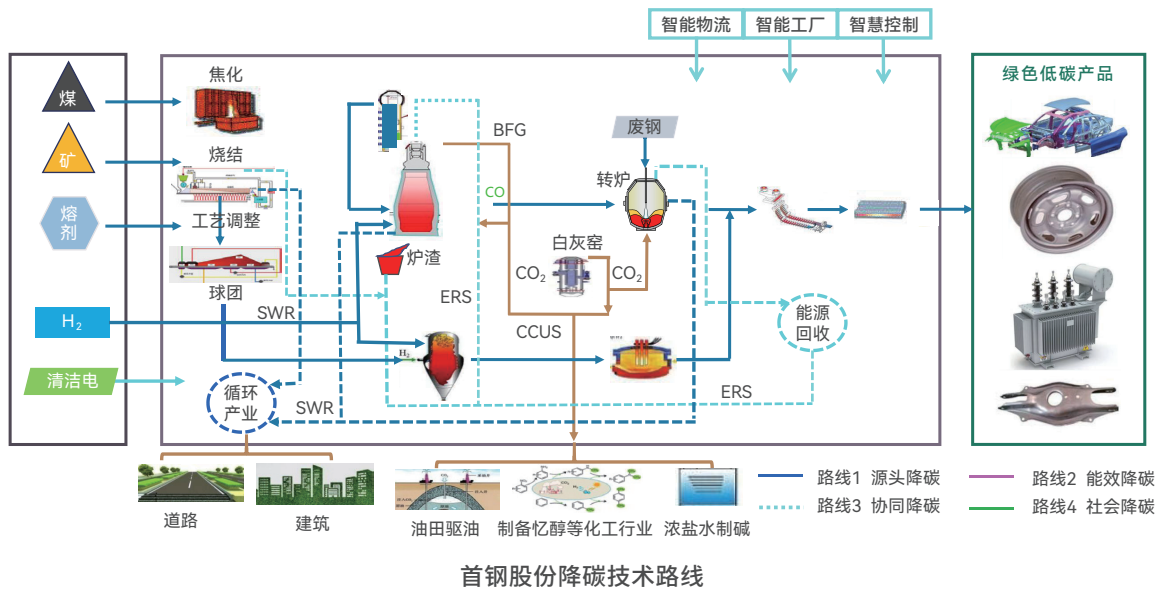 智能物流
智能工厂
智慧控制
煤
矿
熔
剂
H₂
清洁电
焦化
烧结
工艺调整
球团
SWR
循环
产业
SWR
炉渣
BFG
CO
ERS
H₂
废钢
转炉
白灰窑
CO₂
CO₂
CCUS
能源
回收
ERS
绿色低碳产品
道路
建筑
油田驱油
制备忆醇等化工行业
浓盐水制碱
路线1 源头降碳
路线2 能效降碳
路线3 协同降碳
路线4 社会降碳
首钢股份降碳技术路线